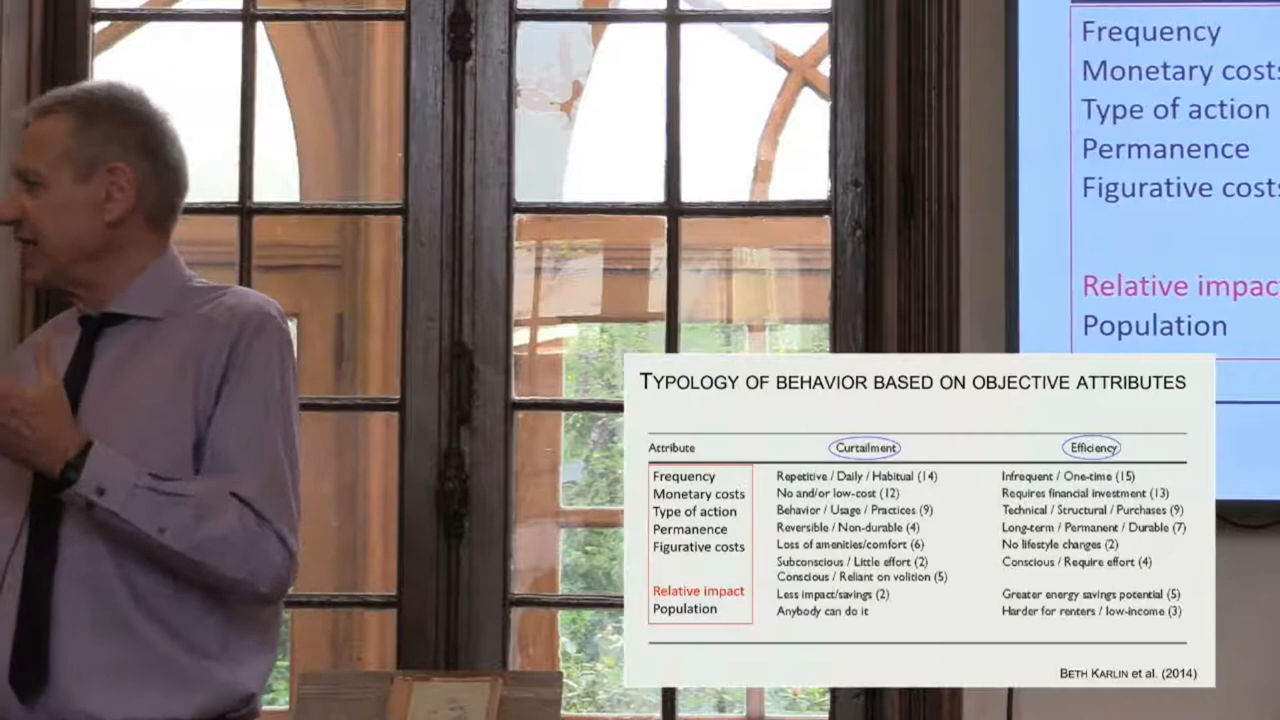 Frequency
Monetary costs
Type of action
Permanence
Figurative costs
Relative impact
Population
TYPOLOGY OF BEHAVIOR BASED ON OBJECTIVE ATTRIBUTES
Attribute Curtailment Efficiency
Frequency Repetitive / Daily / Habitual (14) Infrequent / One-time (15)
Monetary costs No and/or low-cost (12) Requires financial investment (13)
Type of action Behavior / Usage / Practices (9) Technical / Structural / Purchases (9)
Permanence Reversible / Non-durable (4) Long-term / Permanent / Durable (7)
Figurative costs Loss of amenities/comfort (6) No lifestyle changes (2)
Subconscious / Little effort (2) Conscious / Require effort (4)
Conscious / Reliant on volition (5)
Relative impact Less impact/savings (2) Greater energy savings potential (5)
Population Anybody can do it Harder for renters / low-income (3)
BETH KARLIN et al. (2014)